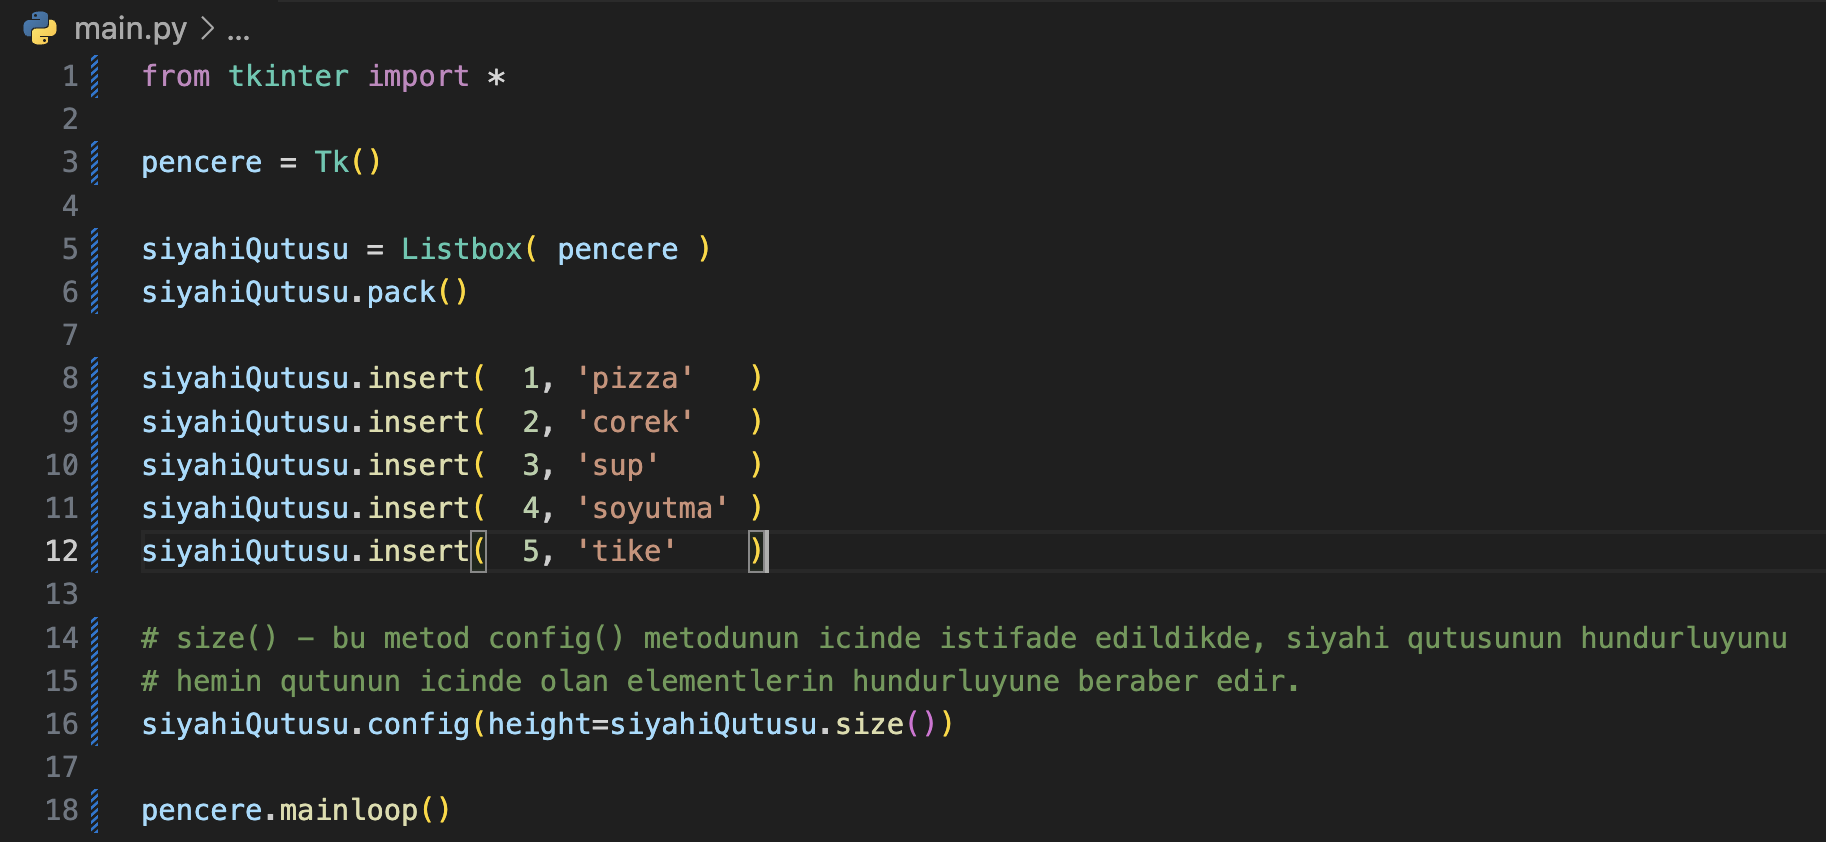 main.py > ...
1 from tkinter import *
2
3 pencere = Tk()
4
5 siyahiQutusu = Listbox( pencere )
6 siyahiQutusu.pack()
7
8 siyahiQutusu.insert(  1, 'pizza'   )
9 siyahiQutusu.insert(  2, 'corek'   )
10 siyahiQutusu.insert(  3, 'sup'     )
11 siyahiQutusu.insert(  4, 'soyutma' )
12 siyahiQutusu.insert(  5, 'tike'    )
13
14 # size() - bu metod config() metodunun icinde istifade edildikde, siyahi qutusunun hundurluyunu
15 # hemin qutunun icinde olan elementlerin hundurluyune beraber edir.
16 siyahiQutusu.config(height=siyahiQutusu.size())
17
18 pencere.mainloop()